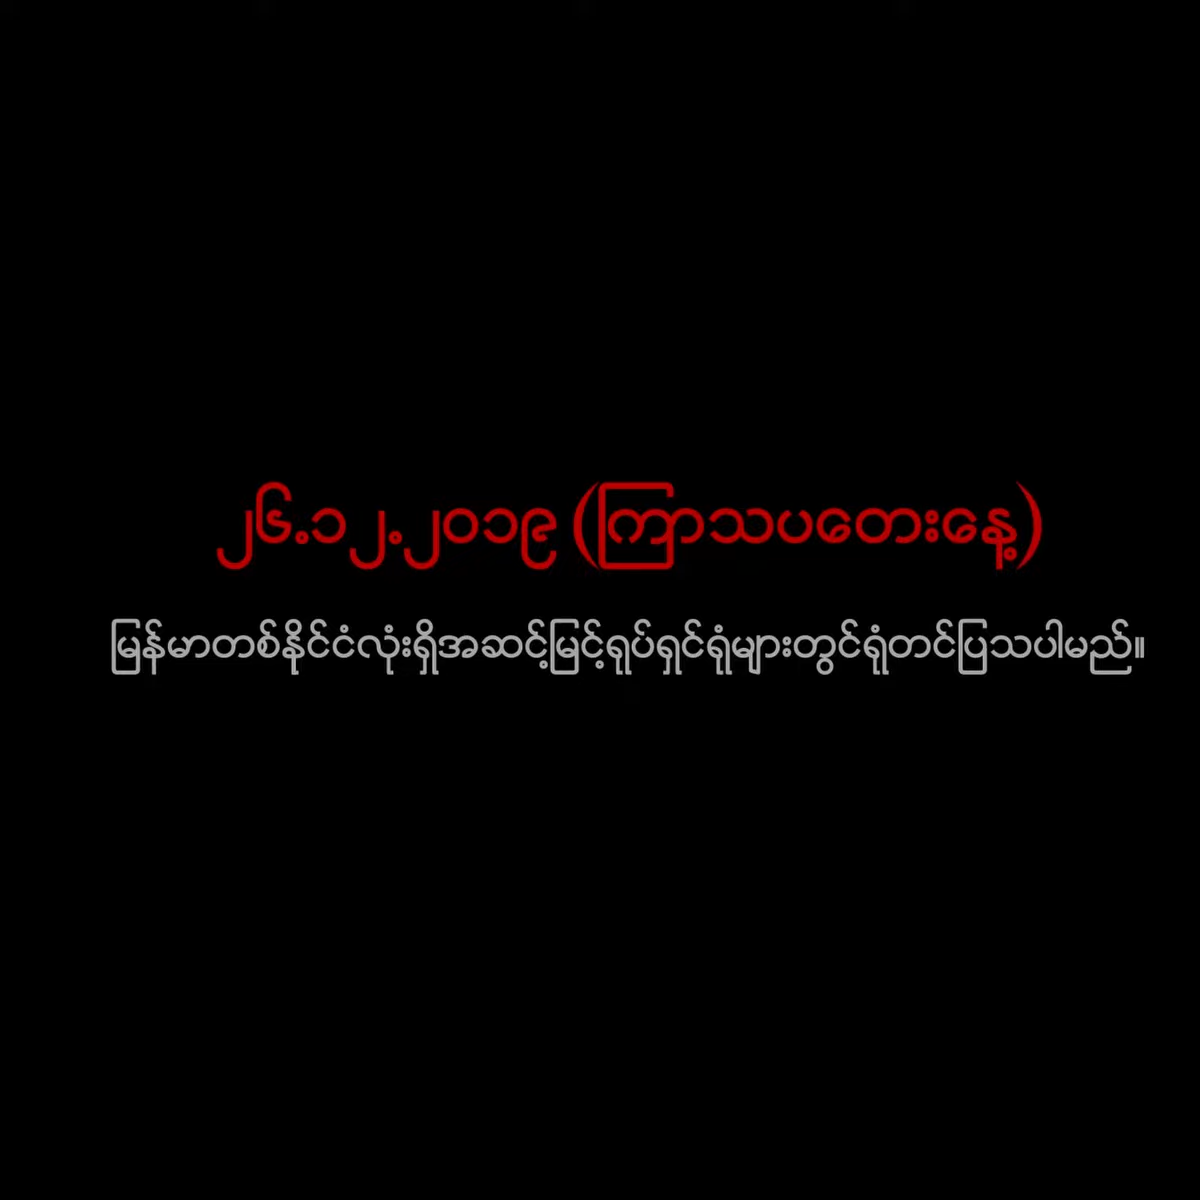 ၂၆.၁၂.၂၀၁၉ (ကြာသပတေးနေ့)
မြန်မာတစ်နိုင်ငံလုံးရှိအဆင့်မြင့်ရုပ်ရှင်ရုံများတွင်ရုံတင်ပြသပါမည်။